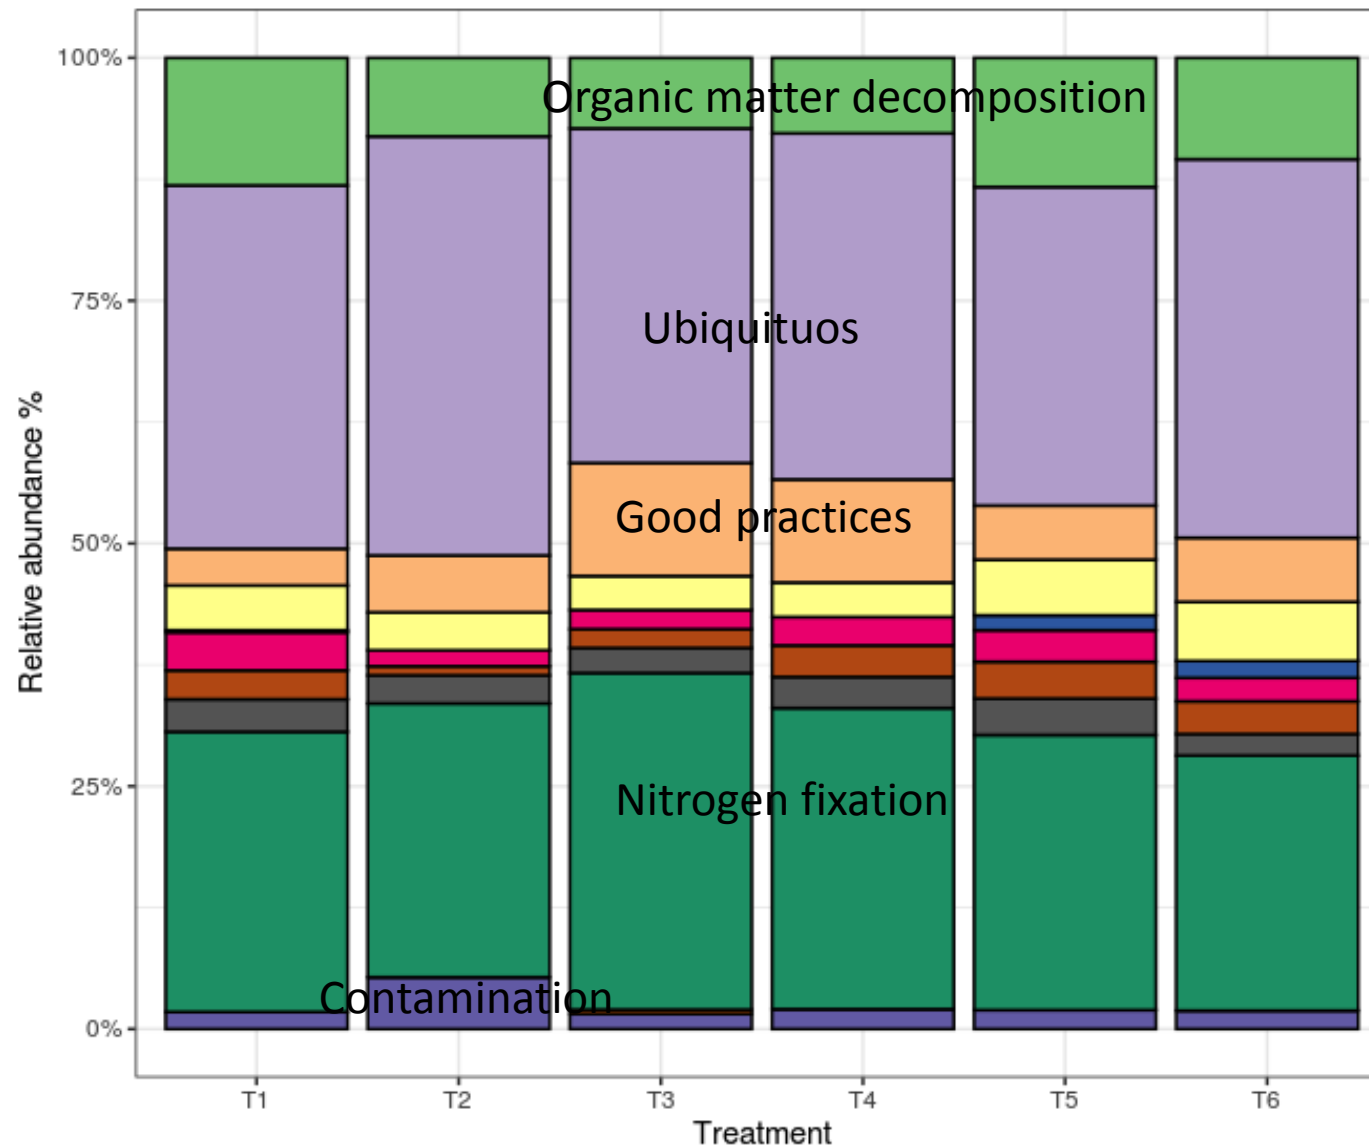 100%
Organic matter decomposition
75%
Ubiquituos
Good practices
50%
25%
Nitrogen fixation
Contamination
0%
Relative abundance %
T1 T2 T3 T4 T5 T6
Treatment